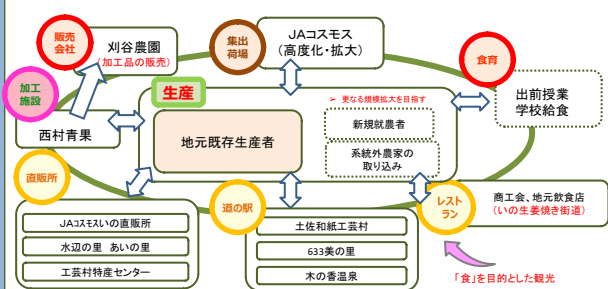 販売
会社
刈谷農園
(加工品の販売)
集出
荷場
JAコスモス
(高度化・拡大)
食育
出前授業
学校給食
加工
施設
西村青果
生産
地元既存生産者
➢ 更なる規模拡大を目指す
新規就農者
系統外農家の
取り込み
直販所
JAコスモスいの直販所
水辺の里 あいの里
工芸村特産センター
道の駅
土佐和紙工芸村
633美の里
木の香温泉
レスト
ラン
商工会、地元飲食店
(いの生姜焼き街道)
「食」を目的とした観光